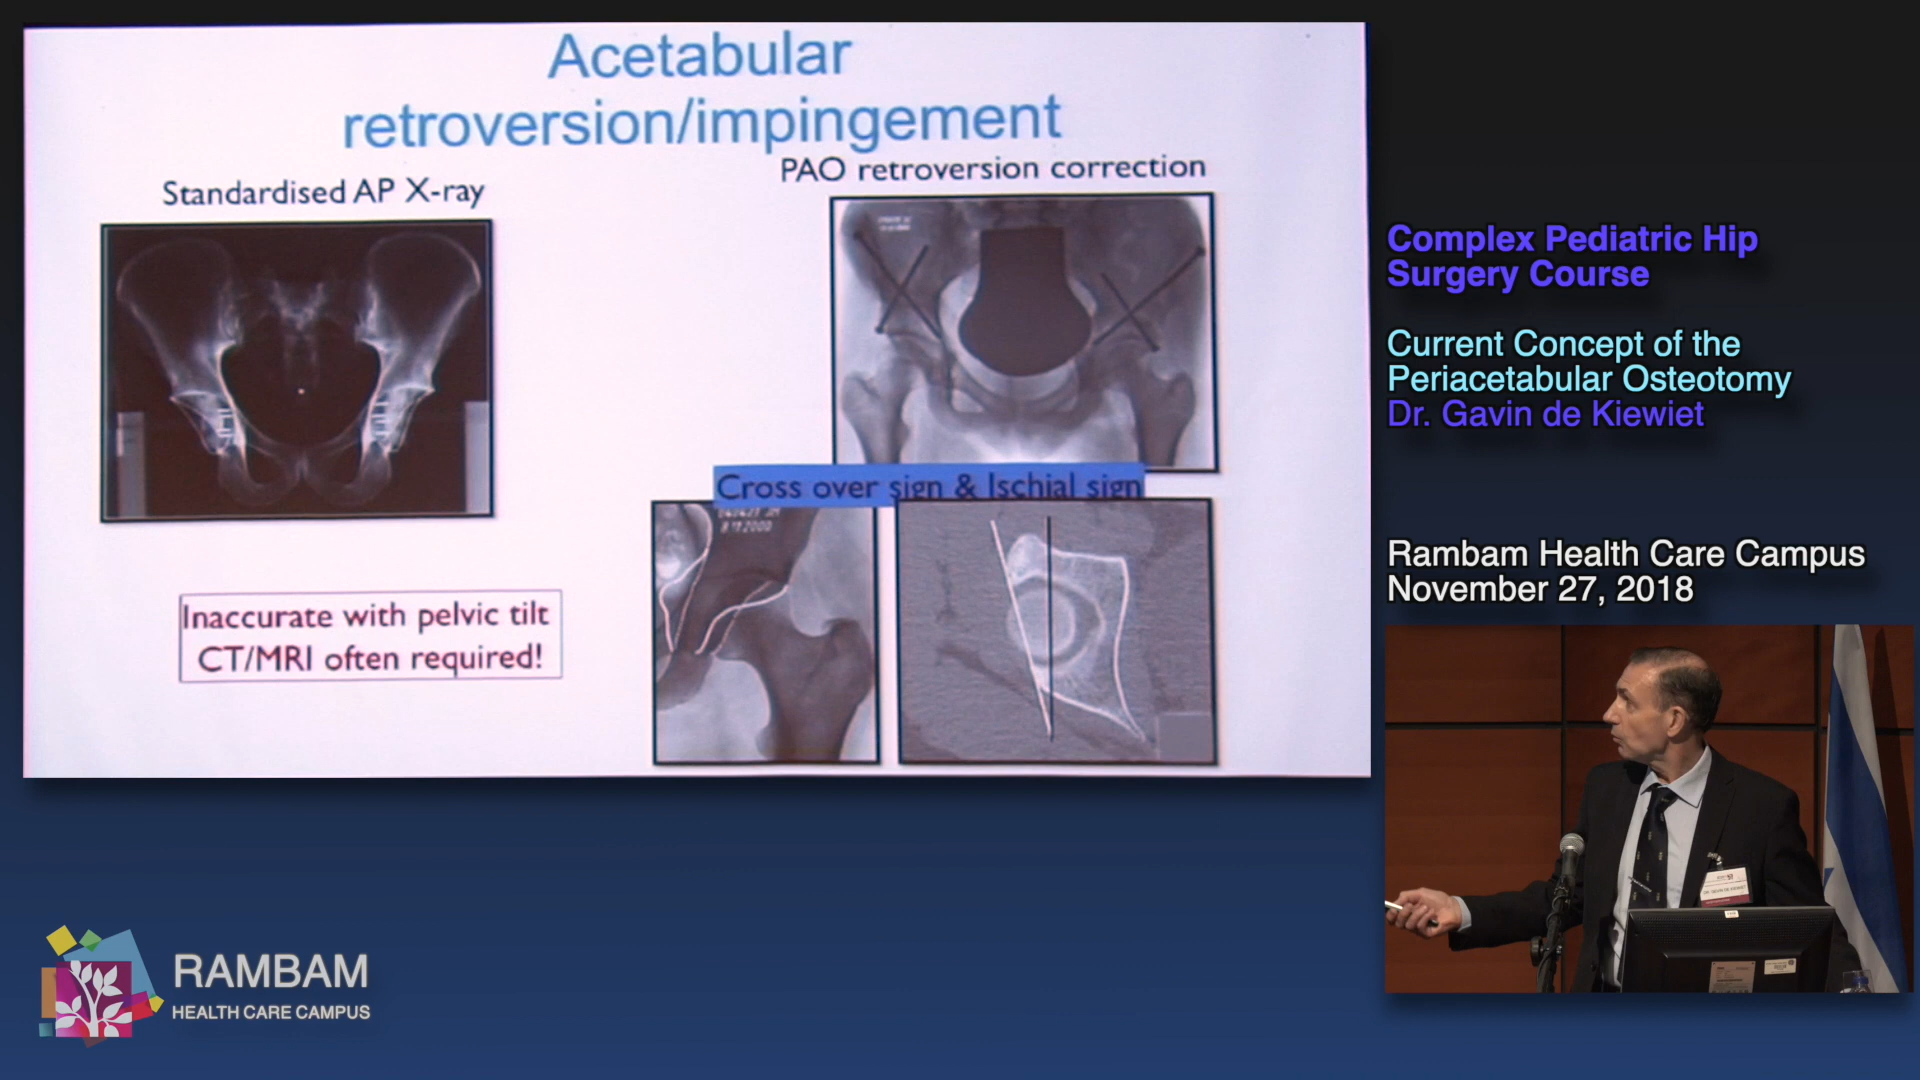 Acetabular
retroversion/impingement
Standardised AP X-ray
PAO retroversion correction
Cross over sign & Ischial sign
Inaccurate with pelvic tilt
CT/MRI often required!
Complex Pediatric Hip
Surgery Course
Current Concept of the
Periacetabular Osteotomy
Dr. Gavin de Kiewiet
Rambam Health Care Campus
November 27, 2018
RAMBAM
HEALTH CARE CAMPUS